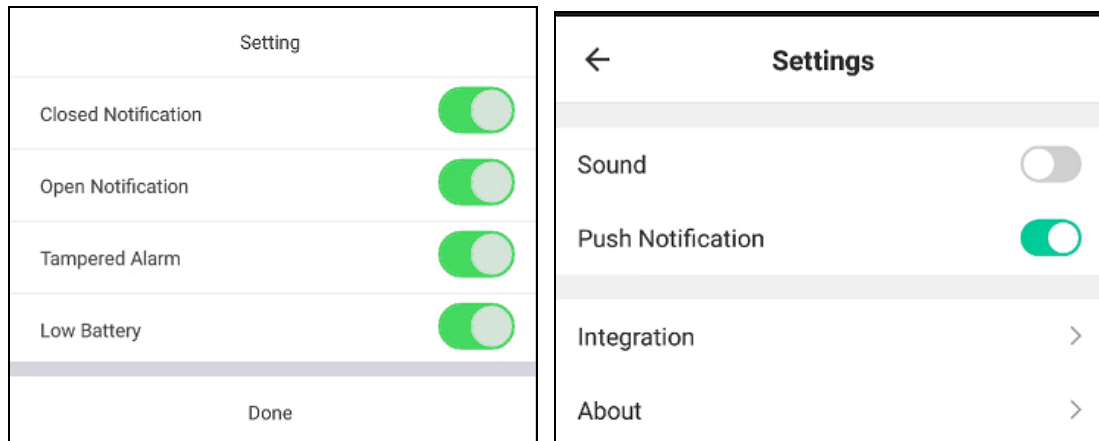 Setting
Closed Notification
Open Notification
Tampered Alarm
Low Battery
Done
Settings
Sound
Push Notification
Integration
About